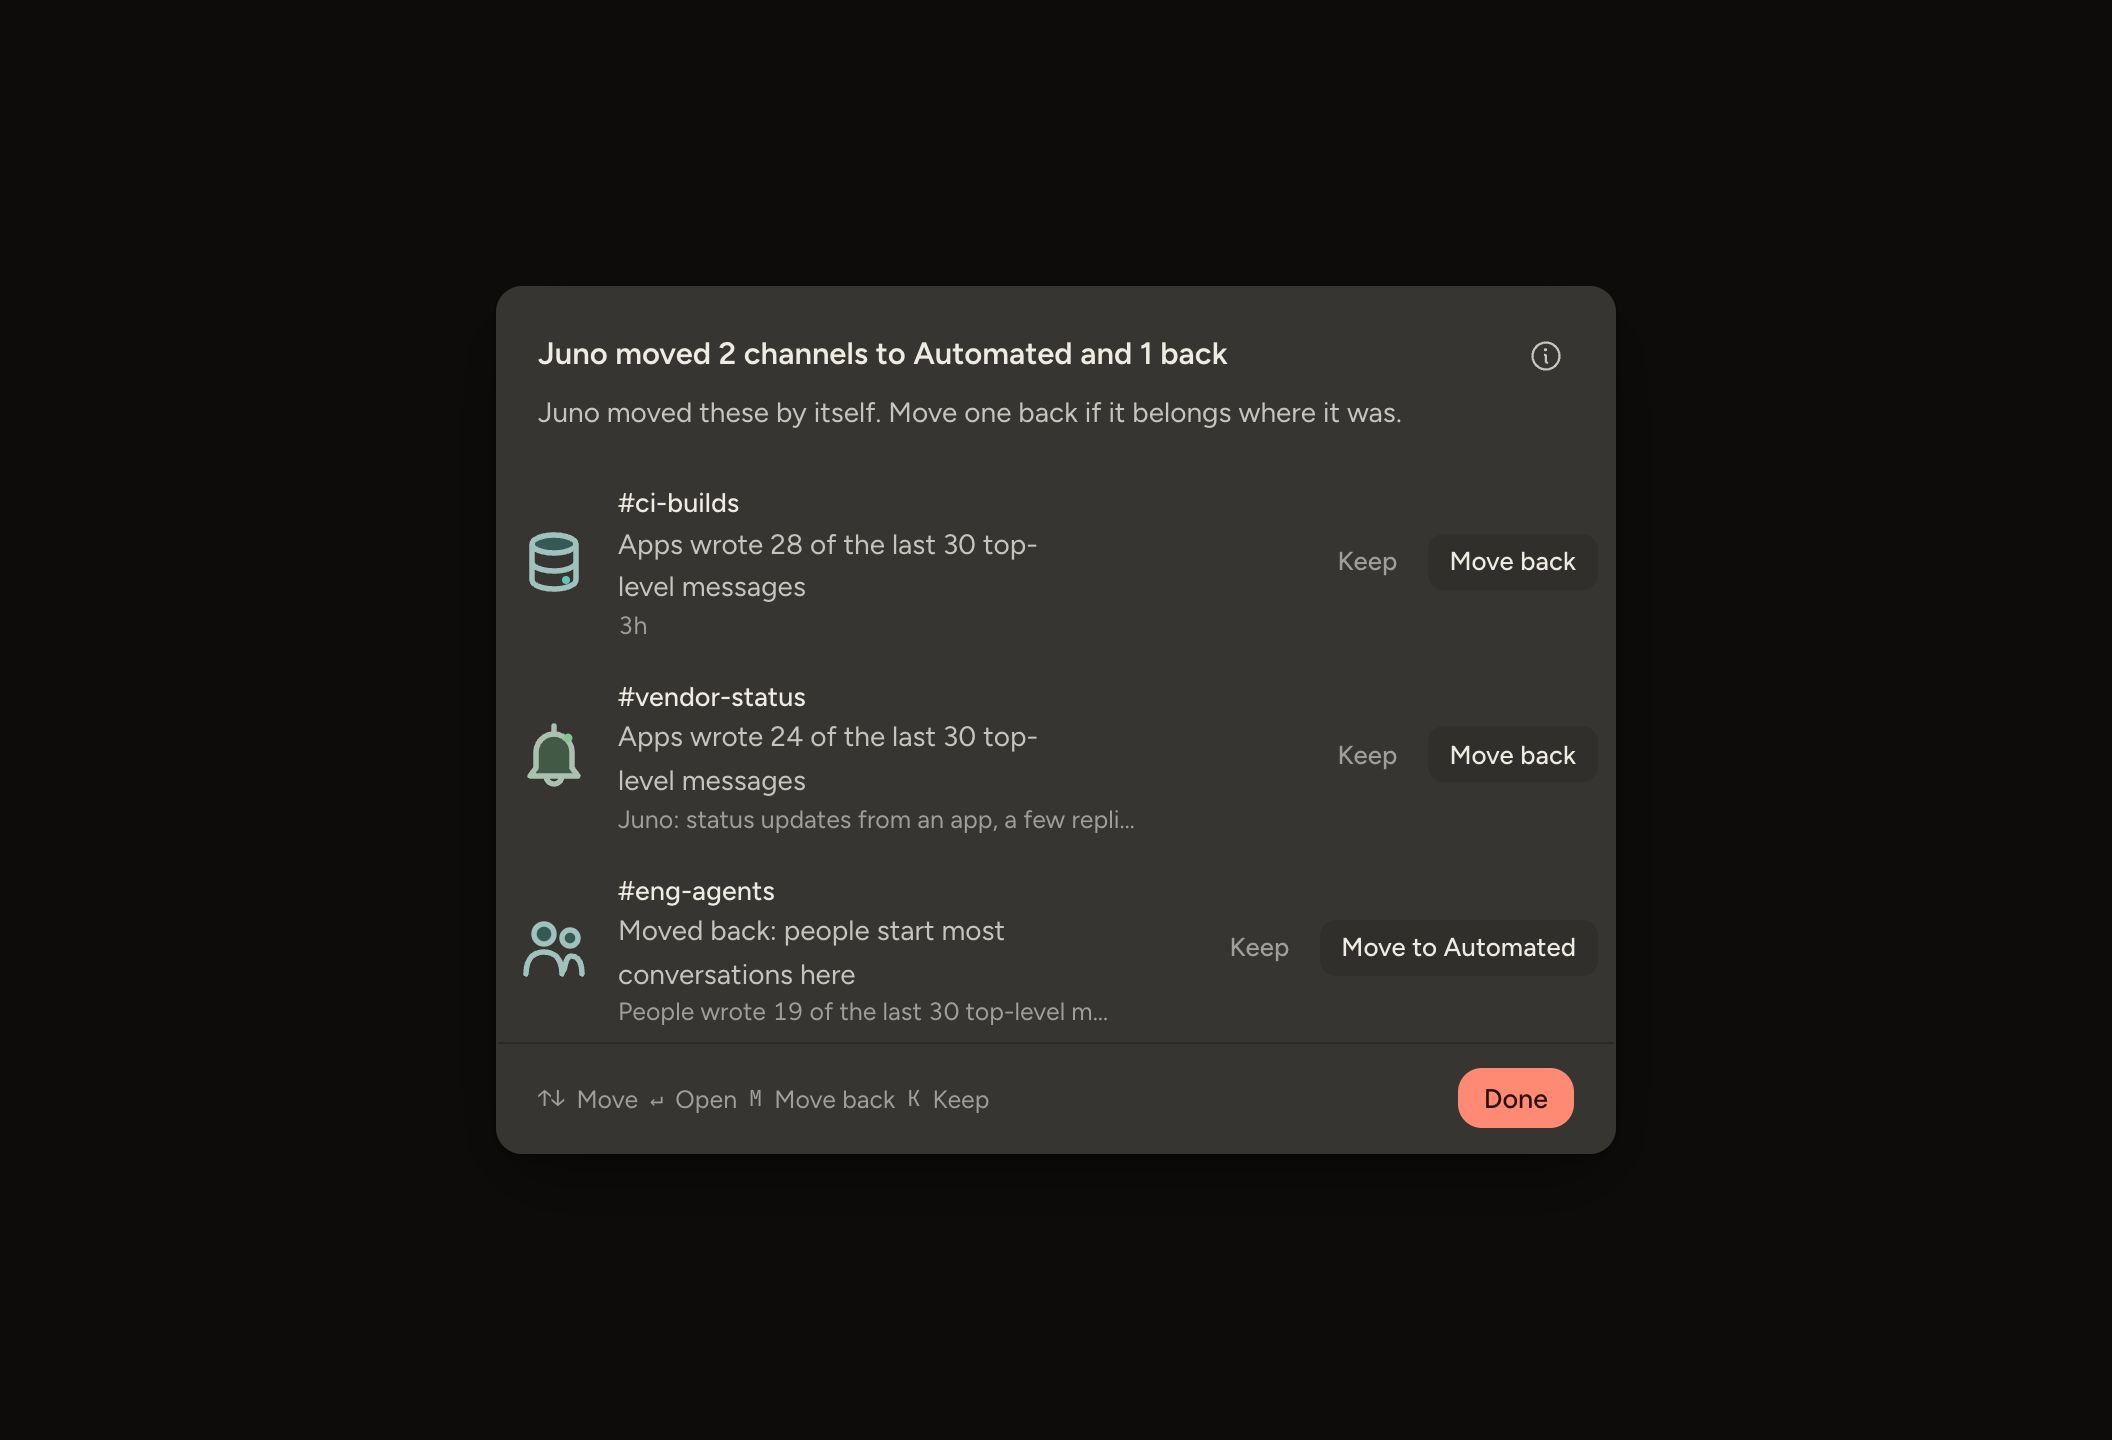 Juno moved 2 channels to Automated and 1 back
Juno moved these by itself. Move one back if it belongs where it was.
#ci-builds
Apps wrote 28 of the last 30 top-
level messages
3h
Keep
Move back
#vendor-status
Apps wrote 24 of the last 30 top-
level messages
Juno: status updates from an app, a few repli...
Keep
Move back
#eng-agents
Moved back: people start most
conversations here
People wrote 19 of the last 30 top-level m...
Keep
Move to Automated
↑↓ Move ↵ Open M Move back K Keep
Done